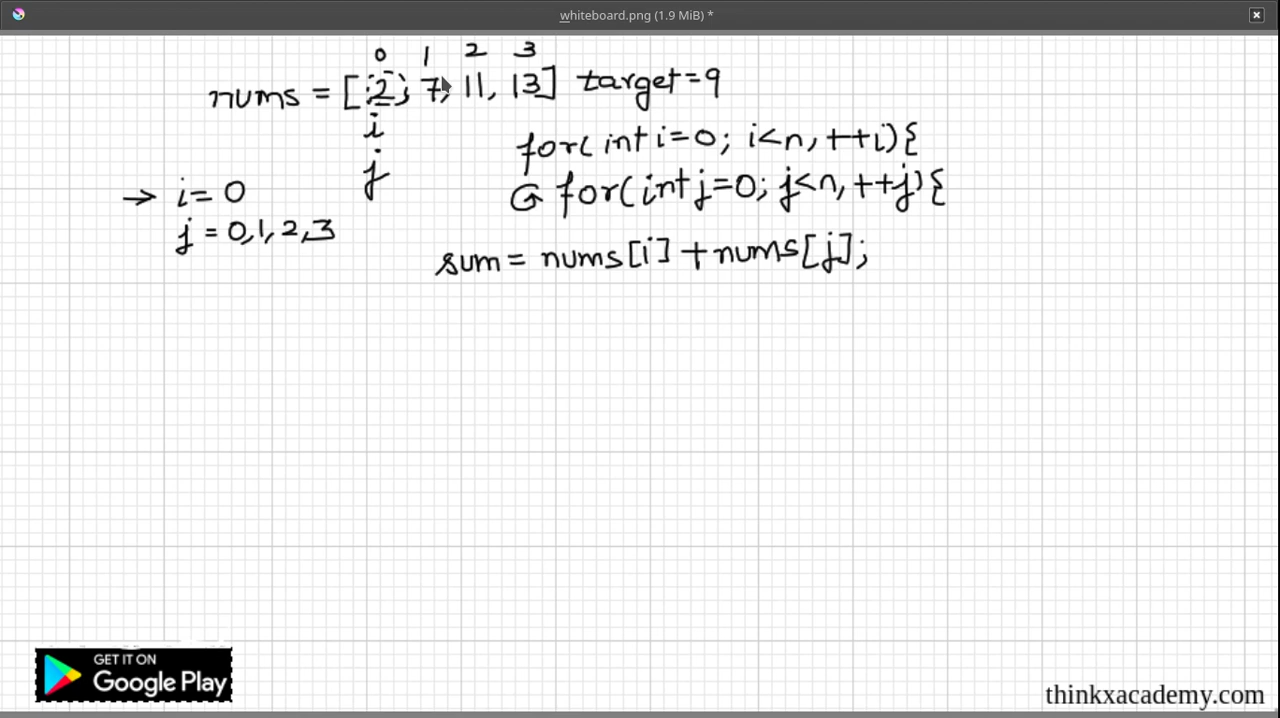 whiteboard.png (1.9 MiB) *
0 1 2 3
nums = [2, 7, 11, 13] target=9
i
j
for(int i=0; i<n, ++i){
→ i= 0
for(int j=0; j<n, ++j){
j = 0,1,2,3
sum= nums[i] +nums[j];
GET IT ON
Google Play
thinkxacademy.com